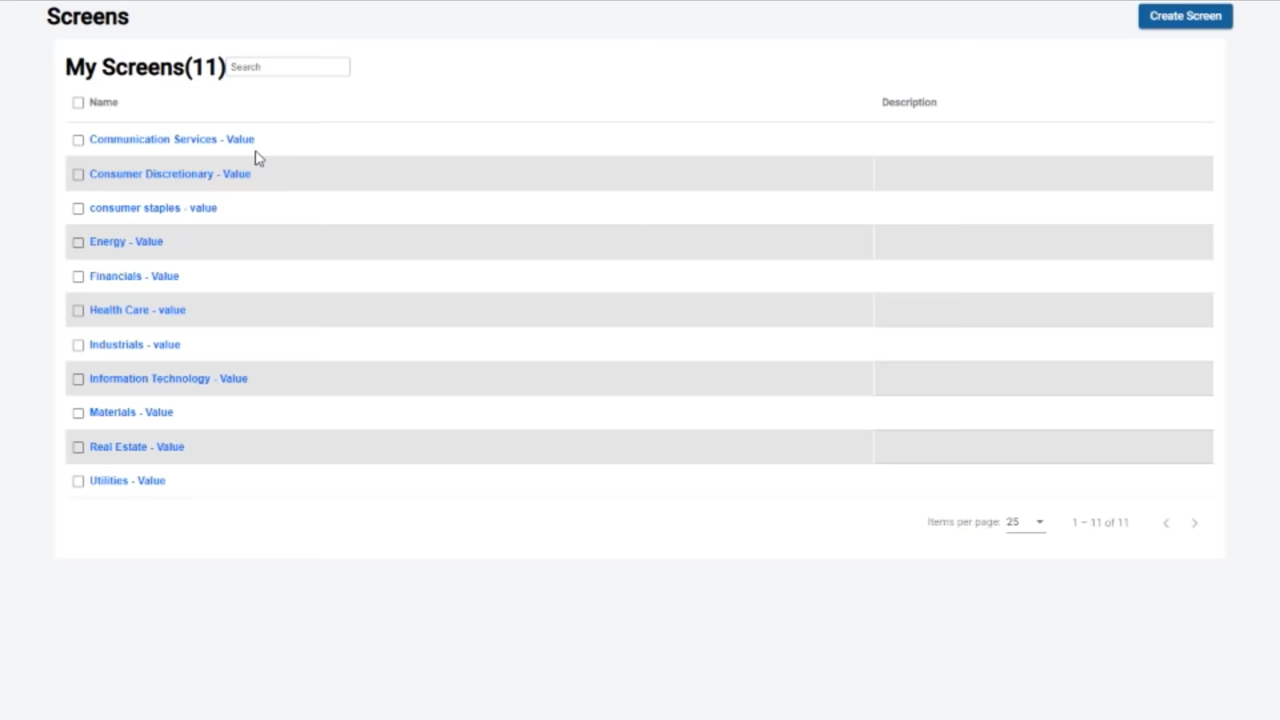 Screens
Create Screen
My Screens(11) Search
Name Description
Communication Services - Value
Consumer Discretionary - Value
consumer staples - value
Energy - Value
Financials - Value
Health Care - value
Industrials - value
Information Technology - Value
Materials - Value
Real Estate - Value
Utilities - Value
Items per page: 25 1 – 11 of 11